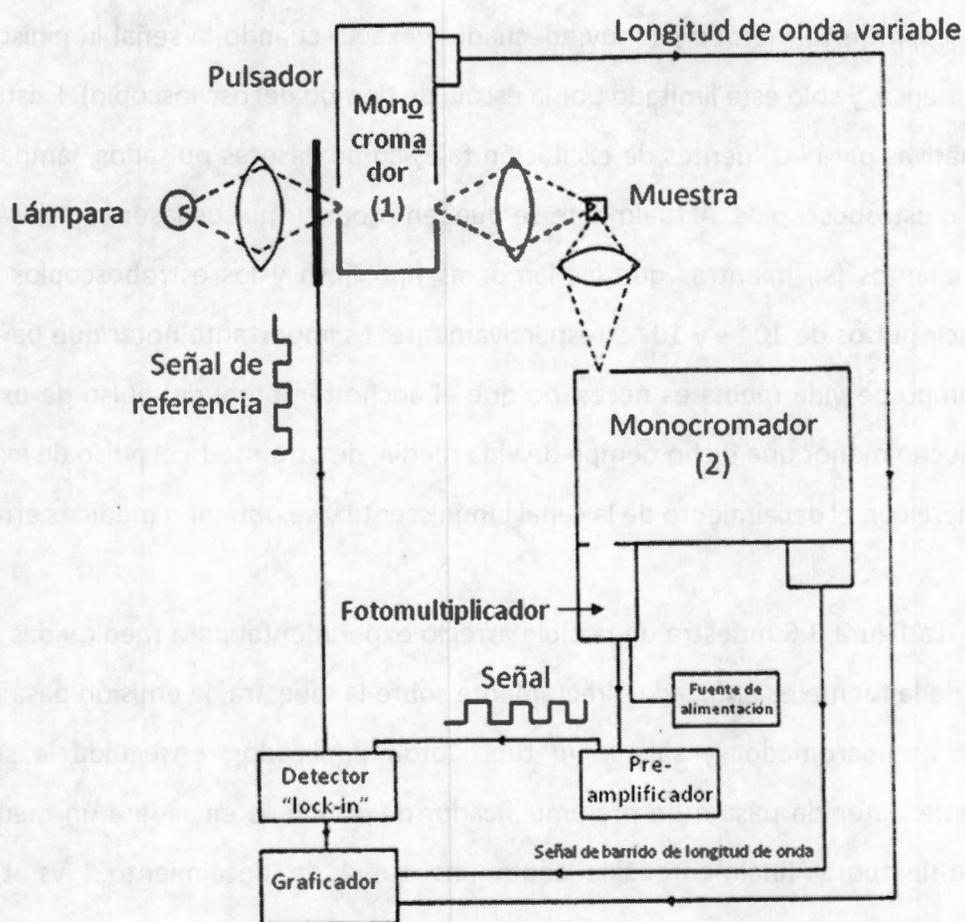 Longitud de onda variable
Pulsador
Mono
croma
dor
(1)
Lámpara
Muestra
Señal de
referencia
Monocromador
(2)
Fotomultiplicador
Señal
Fuente de
alimentación
Detector
"lock-in"
Pre-
amplificador
Señal de barrido de longitud de onda
Graficador